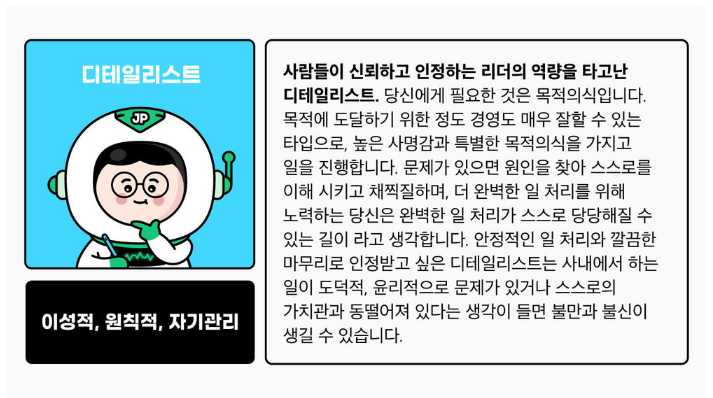 디테일리스트
JP
이성적, 원칙적, 자기관리
사람들이 신뢰하고 인정하는 리더의 역량을 타고난
디테일리스트. 당신에게 필요한 것은 목적의식입니다.
목적에 도달하기 위한 정도 경영도 매우 잘할 수 있는
타입으로, 높은 사명감과 특별한 목적의식을 가지고
일을 진행합니다. 문제가 있으면 원인을 찾아 스스로를
이해 시키고 채찍질하며, 더 완벽한 일 처리를 위해
노력하는 당신은 완벽한 일 처리가 스스로 당당해질 수
있는 길이 라고 생각합니다. 안정적인 일 처리와 깔끔한
마무리로 인정받고 싶은 디테일리스트는 사내에서 하는
일이 도덕적, 윤리적으로 문제가 있거나 스스로의
가치관과 동떨어져 있다는 생각이 들면 불만과 불신이
생길 수 있습니다.